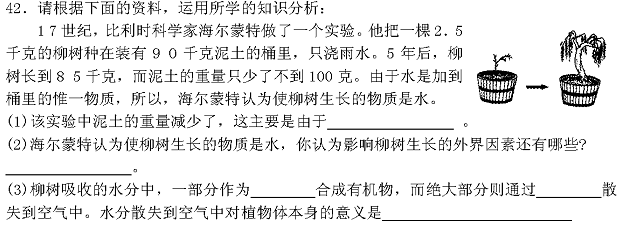 42．请根据下面的资料，运用所学的知识分析：
１７世纪，比利时科学家海尔蒙特做了一个实验。他把一棵２．５
千克的柳树种在装有９０千克泥土的桶里，只浇雨水。５年后，柳
树长到８５千克，而泥土的重量只少了不到 100 克。由于水是加到
桶里的惟一物质，所以，海尔蒙特认为使柳树生长的物质是水。
(1)该实验中泥土的重量减少了，这主要是由于______________ 。
(2)海尔蒙特认为使柳树生长的物质是水，你认为影响柳树生长的外界因素还有哪些?
______________。
(3)柳树吸收的水分中，一部分作为_______合成有机物，而绝大部分则通过_______散
失到空气中。水分散失到空气中对植物体本身的意义是____________________